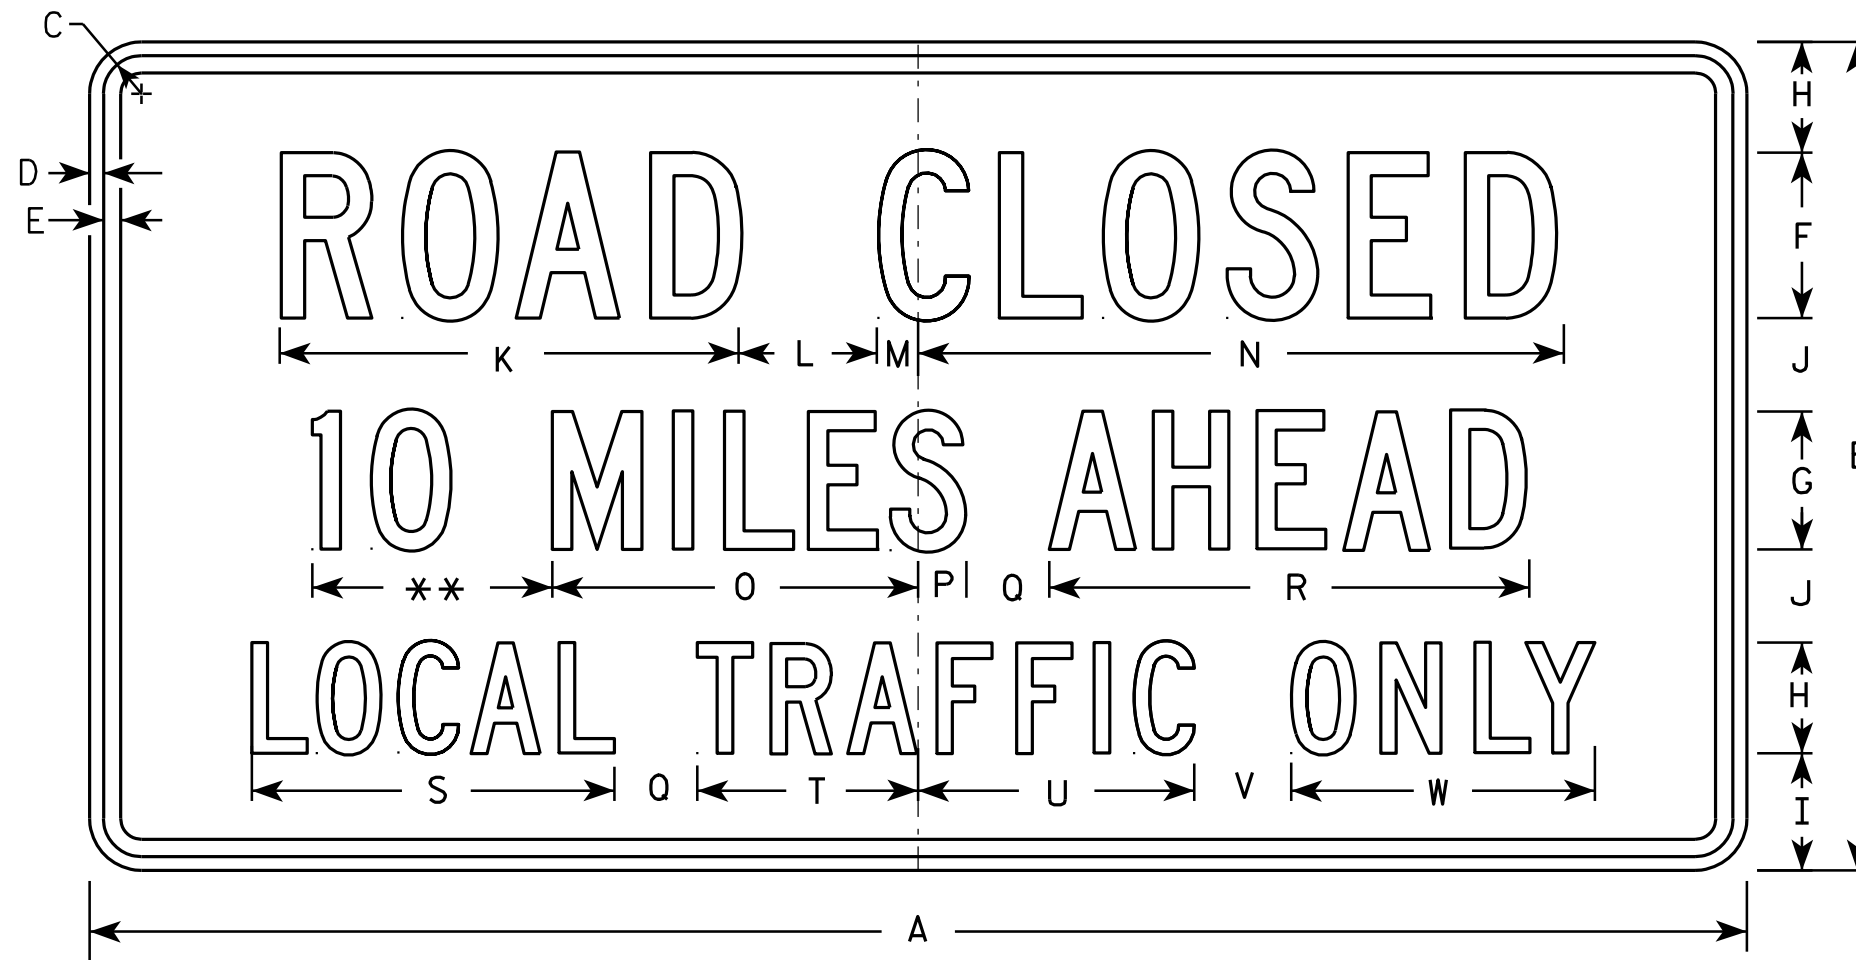 C
H
ROAD CLOSED
D
E
F
K L M N
J
10 MILES AHEAD
G
** O P Q R
J
LOCAL TRAFFIC ONLY
H
S Q T U V W
I
A